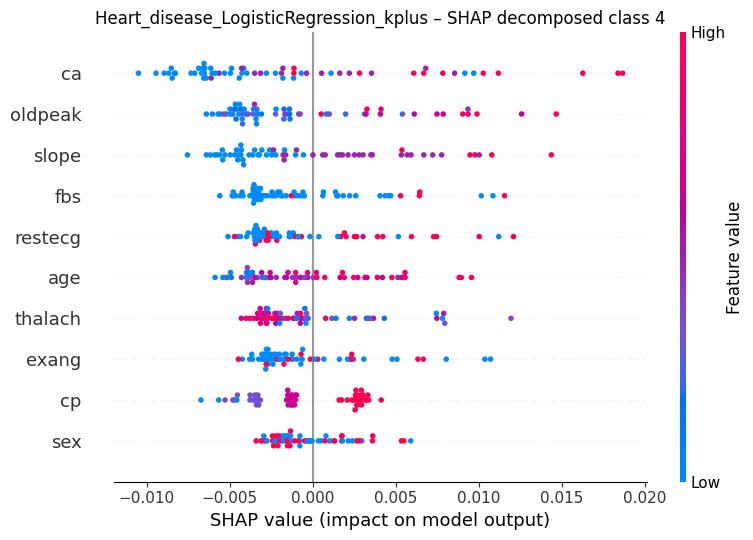 Heart_disease_LogisticRegression_kplus – SHAP decomposed class 4
High
ca
oldpeak
slope
fbs
restecg
age
thalach
exang
cp
sex
Feature value
Low
−0.010 −0.005 0.000 0.005 0.010 0.015 0.020
SHAP value (impact on model output)